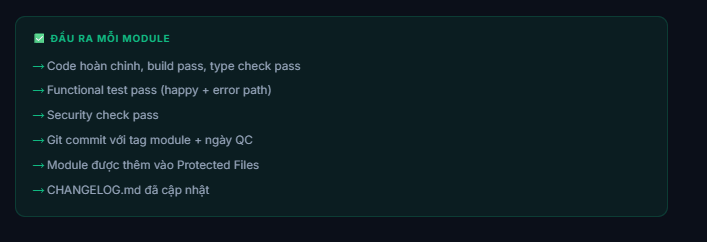 ✅ ĐẦU RA MỖI MODULE
→ Code hoàn chỉnh, build pass, type check pass
→ Functional test pass (happy + error path)
→ Security check pass
→ Git commit với tag module + ngày QC
→ Module được thêm vào Protected Files
→ CHANGELOG.md đã cập nhật